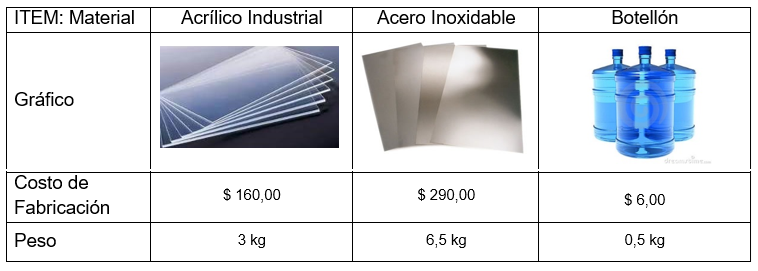 ITEM: Material Acrílico Industrial Acero Inoxidable Botellón
Gráfico
Costo de
Fabricación
$ 160,00 $ 290,00 $ 6,00
Peso 3 kg 6,5 kg 0,5 kg